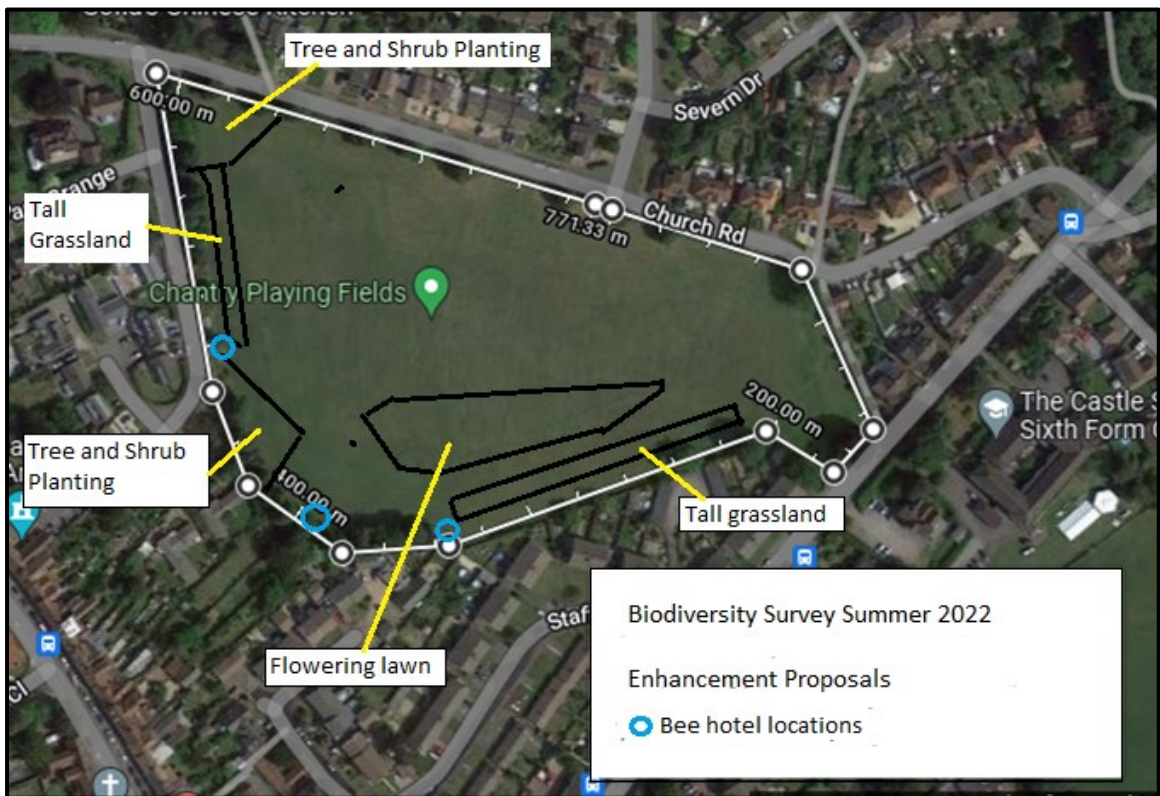 Tree and Shrub Planting
600.00 m
Severn Dr
Tall
Grassland
771.33 m
Church Rd
Chantry Playing Fields
200.00 m
The Castle S
Sixth Form C
Tree and Shrub
Planting
400.00 m
Tall grassland
Flowering lawn
Staf
Biodiversity Survey Summer 2022
Enhancement Proposals
Bee hotel locations